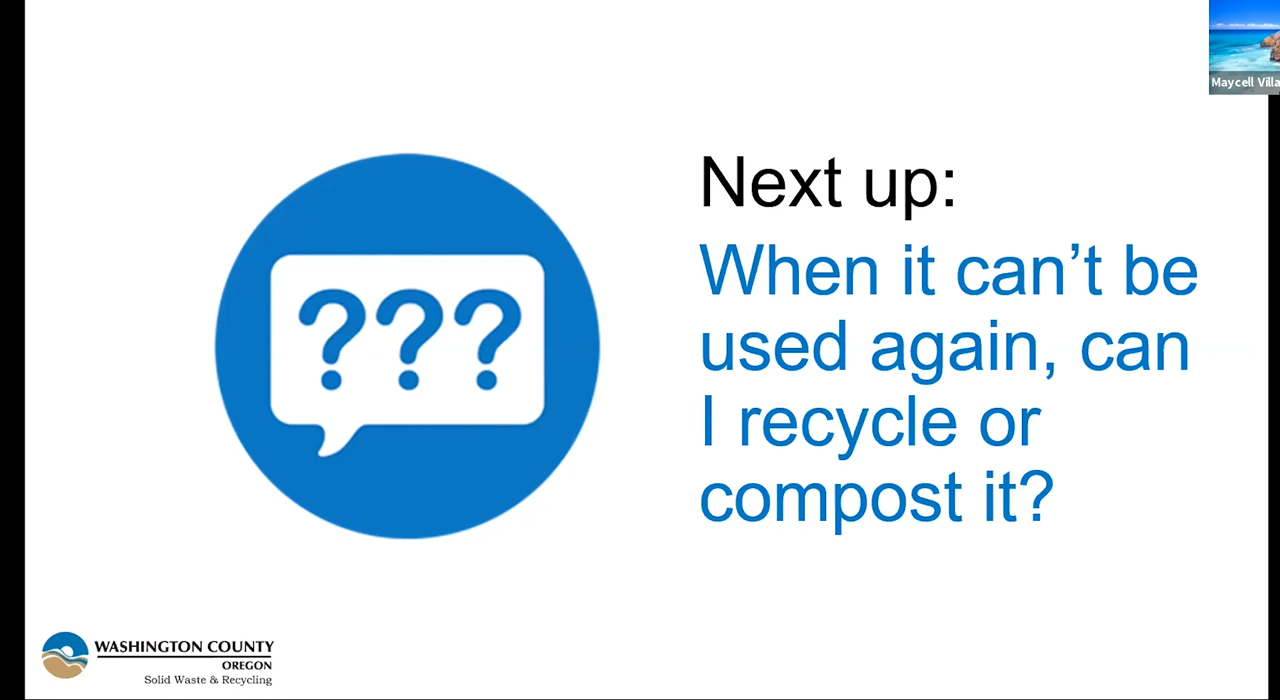 Maycell Villa
Next up:
When it can’t be
used again, can
I recycle or
compost it?
???
WASHINGTON COUNTY
OREGON
Solid Waste & Recycling